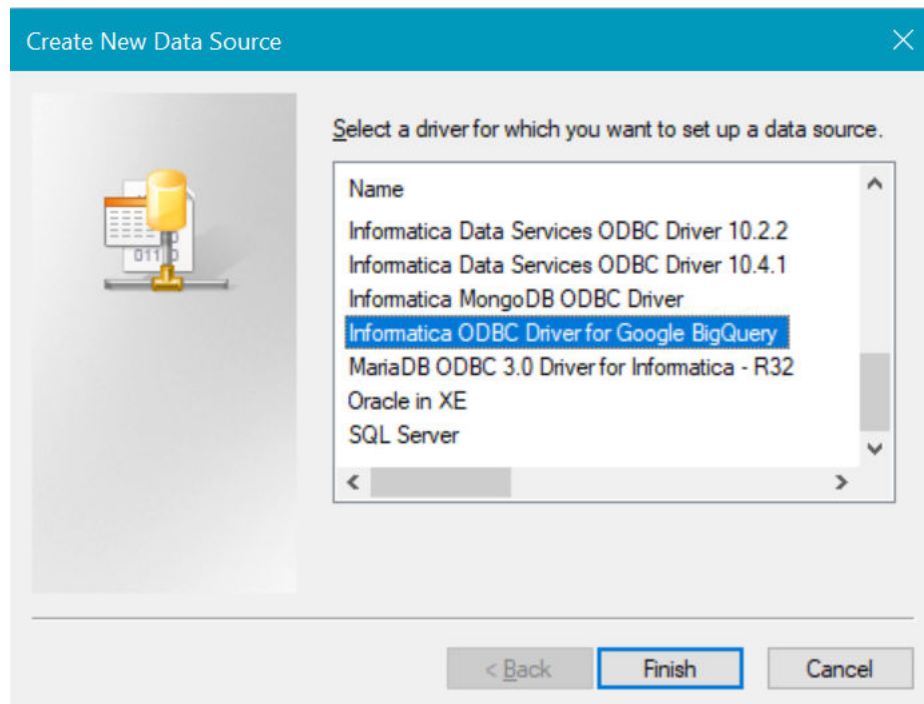 Create New Data Source
Select a driver for which you want to set up a data source.
Name
Informatica Data Services ODBC Driver 10.2.2
Informatica Data Services ODBC Driver 10.4.1
Informatica MongoDB ODBC Driver
Informatica ODBC Driver for Google BigQuery
MariaDB ODBC 3.0 Driver for Informatica - R32
Oracle in XE
SQL Server
< Back Finish Cancel